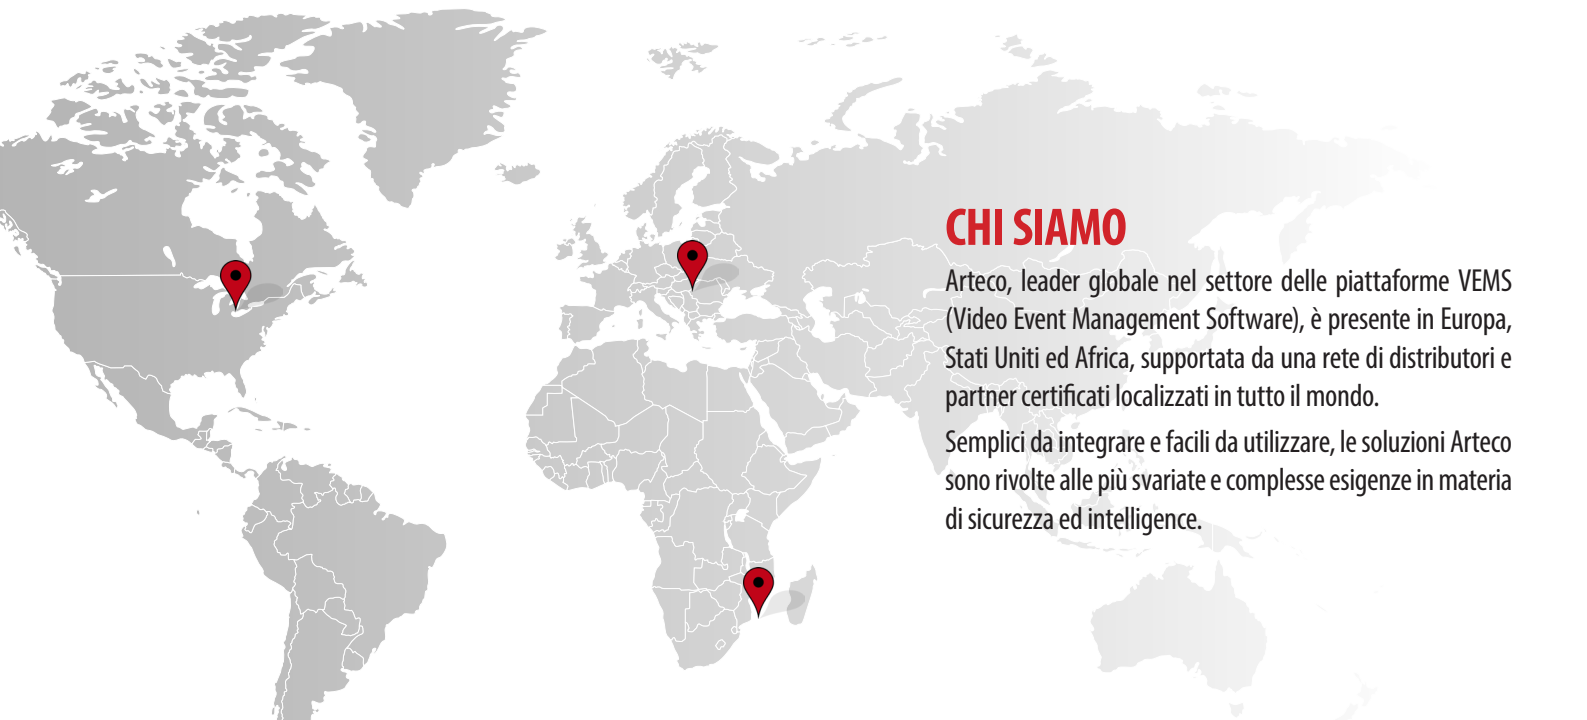 CHI SIAMO
Arteco, leader globale nel settore delle piattaforme VEMS
(Video Event Management Software), è presente in Europa,
Stati Uniti ed Africa, supportata da una rete di distributori e
partner certificati localizzati in tutto il mondo.
Semplici da integrare e facili da utilizzare, le soluzioni Arteco
sono rivolte alle più svariate e complesse esigenze in materia
di sicurezza ed intelligence.